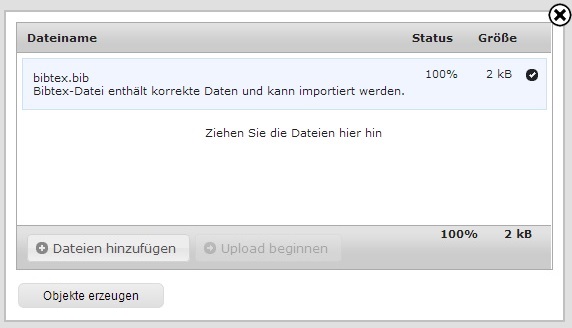 Dateiname Status Größe
bibtex.bib 100% 2 kB
Bibtex-Datei enthält korrekte Daten und kann importiert werden.
Ziehen Sie die Dateien hier hin
Dateien hinzufügen Upload beginnen 100% 2 kB
Objekte erzeugen